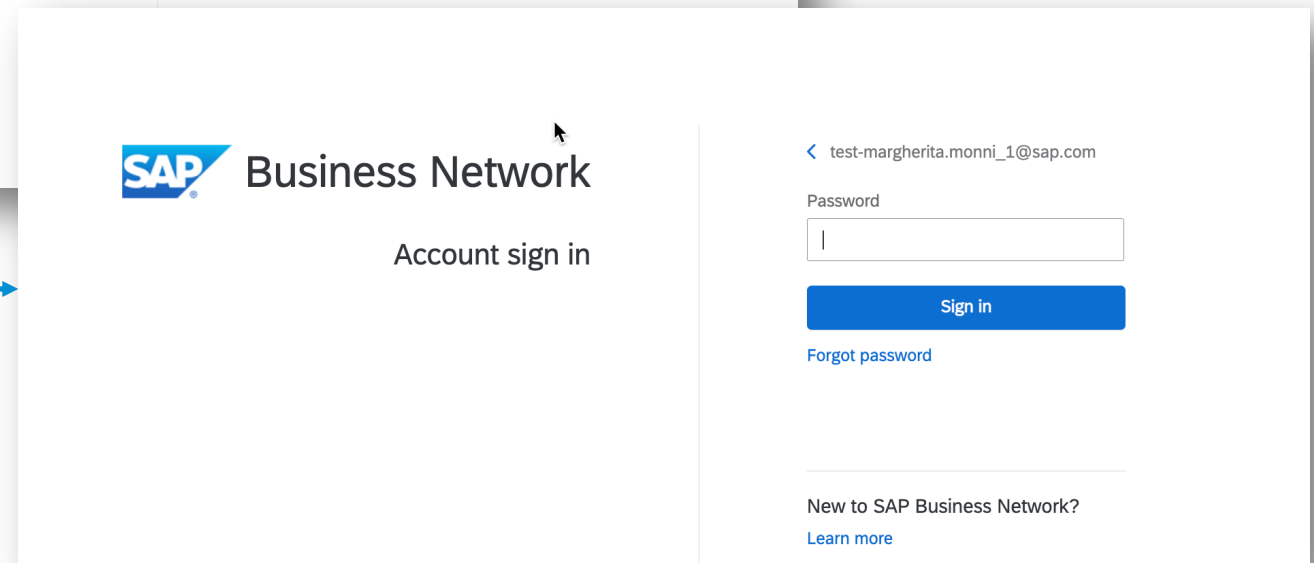 SAP®
Business Network
Account sign in
test-margherita.monni_1@sap.com
Password
Sign in
Forgot password
New to SAP Business Network?
Learn more